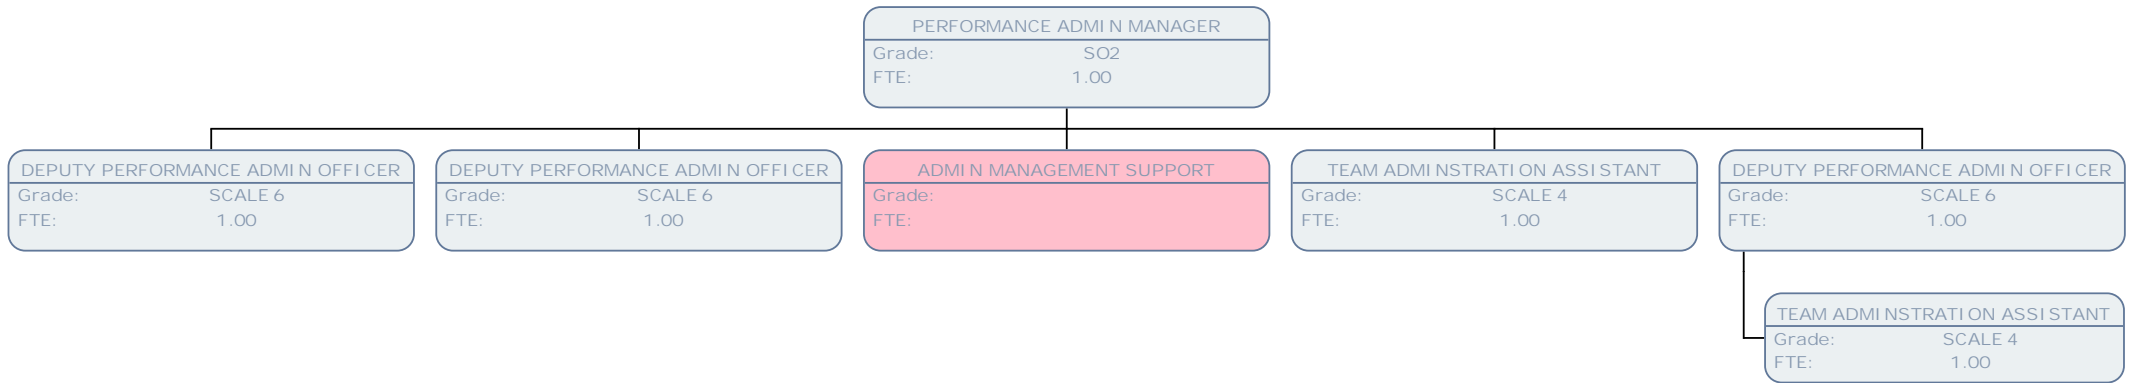 PERFORMANCE ADMIN MANAGER
Grade: SO2
FTE: 1.00
DEPUTY PERFORMANCE ADMIN OFFICER
Grade: SCALE 6
FTE: 1.00
DEPUTY PERFORMANCE ADMIN OFFICER
Grade: SCALE 6
FTE: 1.00
ADMIN MANAGEMENT SUPPORT
Grade:
FTE:
TEAM ADMINSTRATION ASSISTANT
Grade: SCALE 4
FTE: 1.00
DEPUTY PERFORMANCE ADMIN OFFICER
Grade: SCALE 6
FTE: 1.00
TEAM ADMINSTRATION ASSISTANT
Grade: SCALE 4
FTE: 1.00